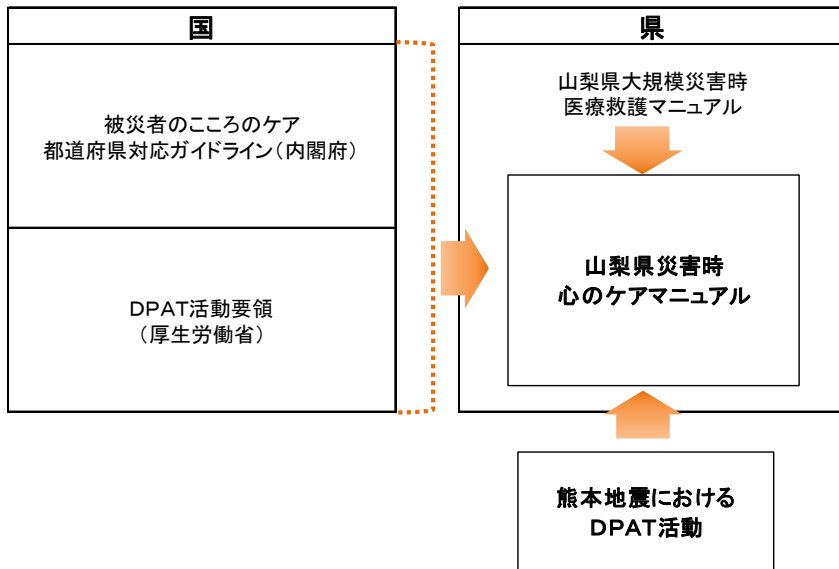 国
被災者のこころのケア
都道府県対応ガイドライン（内閣府）
DPAT活動要領
（厚生労働省）
県
山梨県大規模災害時
医療救護マニュアル
山梨県災害時
心のケアマニュアル
熊本地震における
DPAT活動